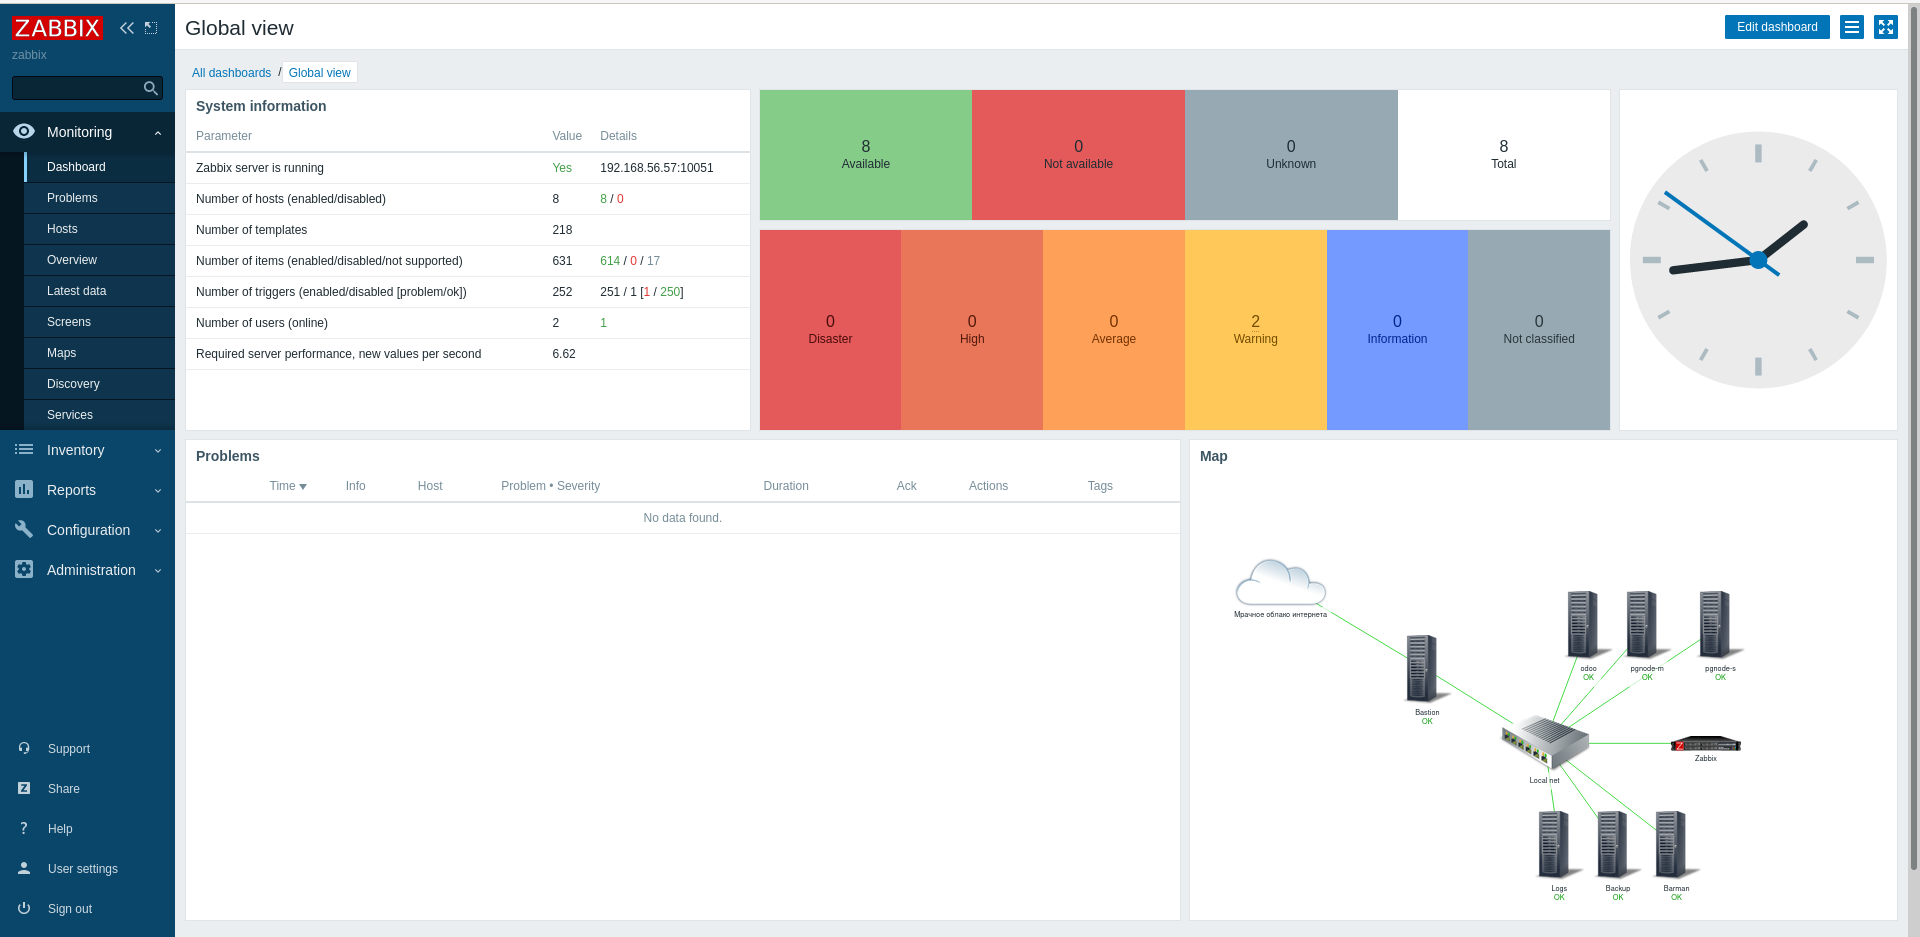 ZABBIX
zabbix
Monitoring
Dashboard
Problems
Hosts
Overview
Latest data
Screens
Maps
Discovery
Services
Inventory
Reports
Configuration
Administration
Support
Share
Help
User settings
Sign out
Global view
Edit dashboard
All dashboards / Global view
System information
Parameter Value Details
Zabbix server is running Yes 192.168.56.57:10051
Number of hosts (enabled/disabled) 8 8 / 0
Number of templates 218
Number of items (enabled/disabled/not supported) 631 614 / 0 / 17
Number of triggers (enabled/disabled [problem/ok]) 252 251 / 1 [1 / 250]
Number of users (online) 2 1
Required server performance, new values per second 6.62
8 0 0 8
Available Not available Unknown Total
0 0 0 2 0 0
Disaster High Average Warning Information Not classified
Problems
Time Info Host Problem • Severity Duration Ack Actions Tags
No data found.
Map
Мрачное облако интернета
odoo pgnode-m pgnode-s
OK OK OK
Bastion
OK
Z
Zabbix
Local net
Logs Backup Barman
OK OK OK